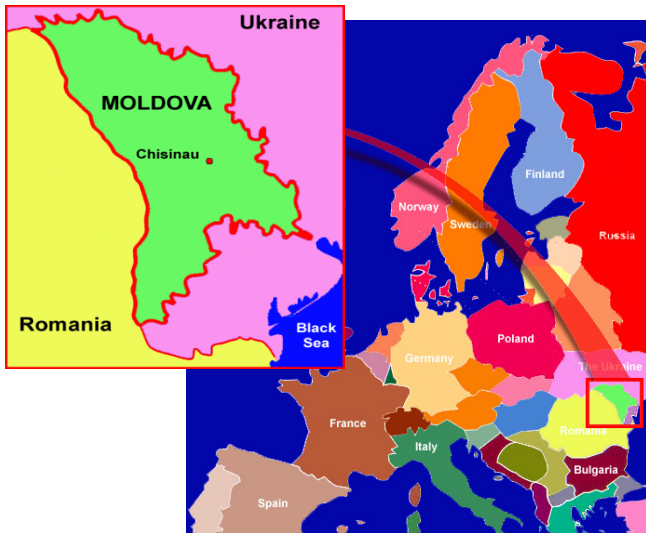 Ukraine
MOLDOVA
Chisinau
Romania
Black
Sea
Finland
Norway
Sweden
Russia
Poland
Germany
The Ukraine
France
Romania
Italy
Bulgaria
Spain